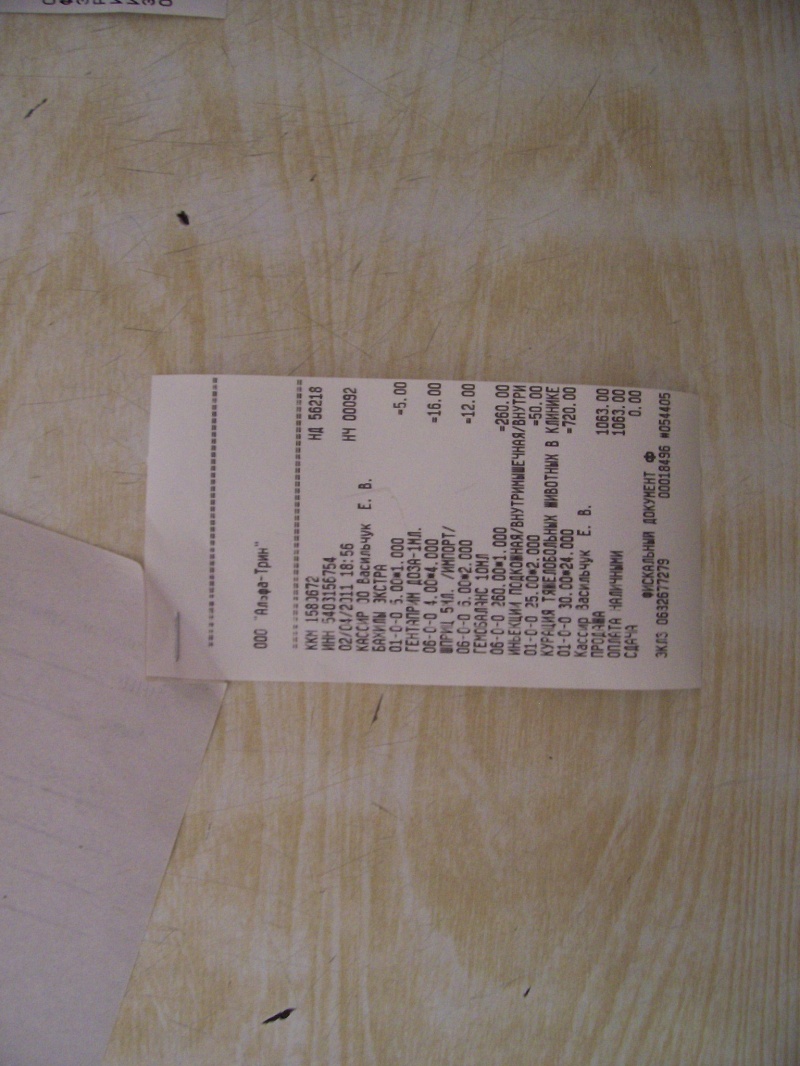 ООО "Алэфа-Трин"
ККМ 1580672 НД 56218
ИНН 5403156754
02/04/2011 18:56 НЧ 00092
КАССИР ЭО Васильчук Е. В.
БАХИЛЫ ЭКСТРА
01-0-0 5.00*1.000 =5.00
ГЕНТАПРИМ ДОЗА-1МЛ.
06-0-0 4.00*4.000 =16.00
ШПРИЦ 5МЛ. /ИМПОРТ/
06-0-0 6.00*2.000 =12.00
ГЕМОБАЛАНС 10МЛ
06-0-0 260.00*1.000 =260.00
ИНЬЕКЦИИ ПОДКОЖНАЯ/ВНУТРИМЫШЕЧНАЯ/ВНУТРИ
01-0-0 25.00*2.000 =50.00
КУРАЦИЯ ТЯЖЕЛОБОЛЬНЫХ ЖИВОТНЫХ В КЛИНИКЕ
01-0-0 30.00*24.000 =720.00
Кассир Васильчук Е. В.
ПРОДАЖА 1063.00
ОПЛАТА НАЛИЧНЫМИ 1063.00
СДАЧА 0.00
ФИСКАЛЬНЫЙ ДОКУМЕНТ Ф
ЭКЛЗ 0632677279 00018496 #054405